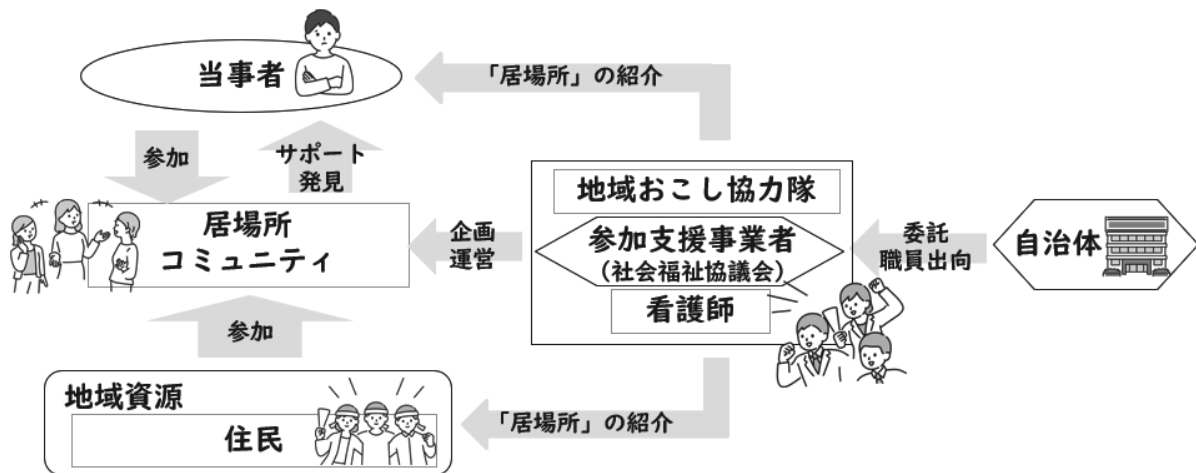 当事者
「居場所」の紹介
参加
サポート
発見
地域おこし協力隊
居場所
コミュニティ
企画
運営
参加支援事業者
（社会福祉協議会）
看護師
委託
職員出向
自治体
参加
地域資源
住民
「居場所」の紹介